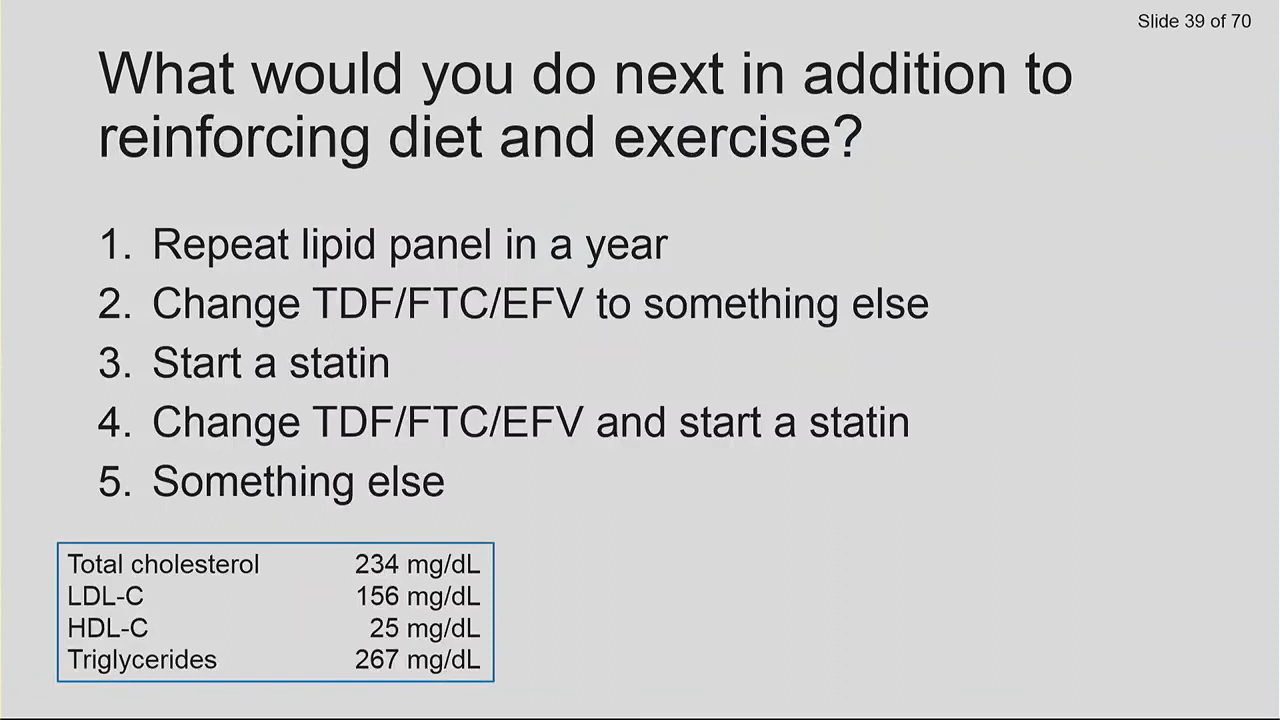 Slide 39 of 70
What would you do next in addition to
reinforcing diet and exercise?
1. Repeat lipid panel in a year
2. Change TDF/FTC/EFV to something else
3. Start a statin
4. Change TDF/FTC/EFV and start a statin
5. Something else
Total cholesterol 234 mg/dL
LDL-C 156 mg/dL
HDL-C 25 mg/dL
Triglycerides 267 mg/dL